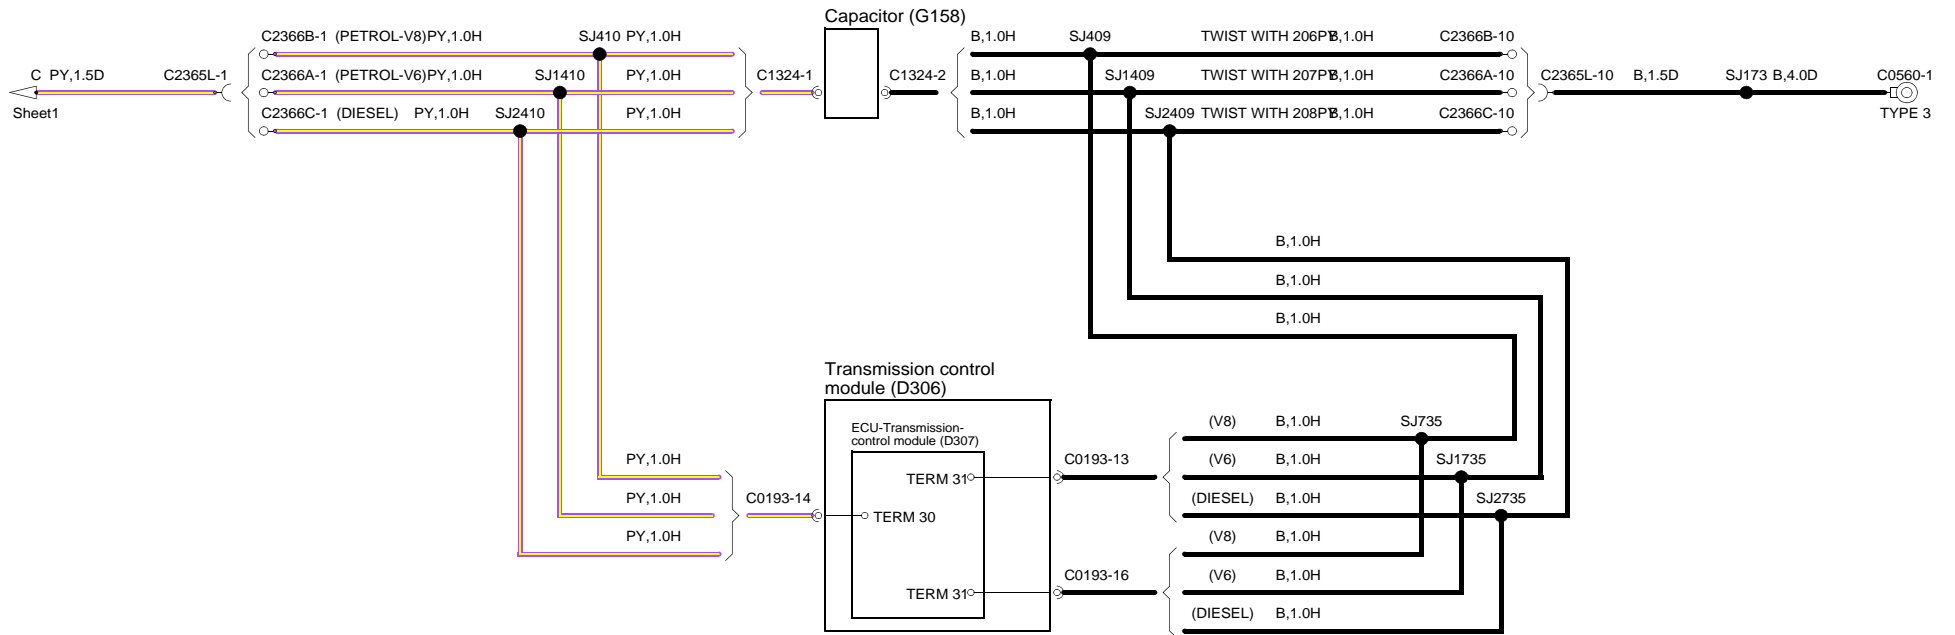 Capacitor (G158)
C2366B-1 (PETROL-V8)PY,1.0H SJ410 PY,1.0H B,1.0H SJ409 TWIST WITH 206PY B,1.0H C2366B-10
C PY,1.5D C2365L-1 C2366A-1 (PETROL-V6)PY,1.0H SJ1410 PY,1.0H C1324-1 C1324-2 B,1.0H SJ1409 TWIST WITH 207PY B,1.0H C2366A-10 C2365L-10 B,1.5D SJ173 B,4.0D C0560-1
Sheet1 C2366C-1 (DIESEL) PY,1.0H SJ2410 PY,1.0H B,1.0H SJ2409 TWIST WITH 208PY B,1.0H C2366C-10 TYPE 3
B,1.0H
B,1.0H
B,1.0H
Transmission control
module (D306)
ECU-Transmission-
control module (D307)
(V8) B,1.0H SJ735
PY,1.0H TERM 31 C0193-13 (V6) B,1.0H SJ1735
PY,1.0H C0193-14 TERM 30 (DIESEL) B,1.0H SJ2735
PY,1.0H (V8) B,1.0H
TERM 31 C0193-16 (V6) B,1.0H
(DIESEL) B,1.0H